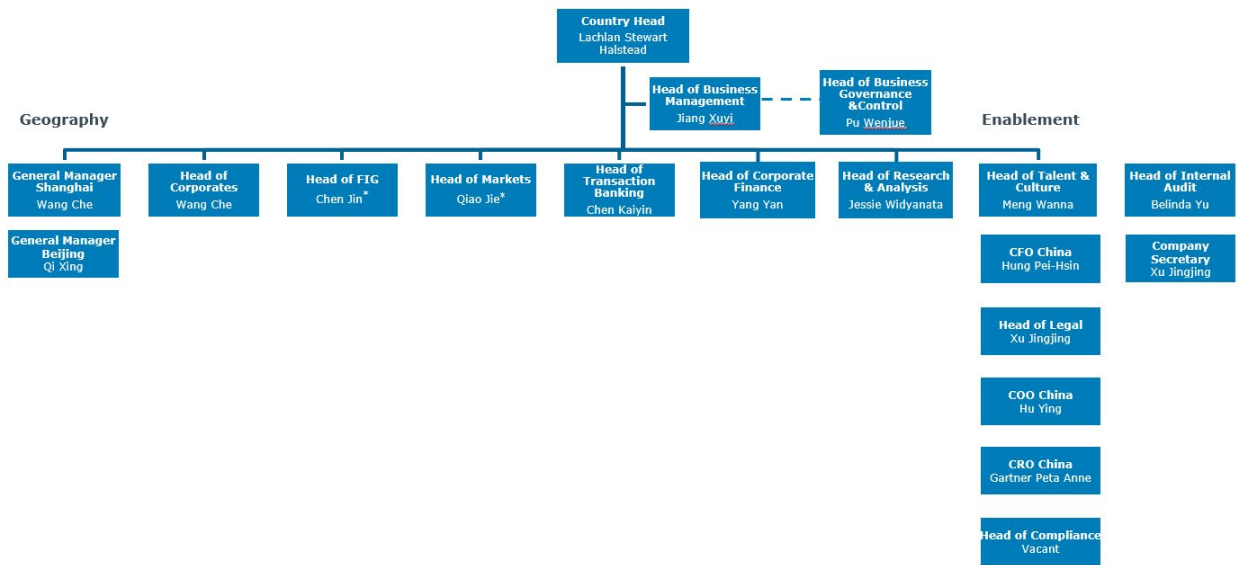 Country Head
Lachlan Stewart
Halstead
Head of Business
Management
Jiang Xuyi
Head of Business
Governance
&Control
Pu Wenjue
Geography
Enablement
General Manager
Shanghai
Wang Che
Head of
Corporates
Wang Che
Head of FIG
Chen Jin*
Head of Markets
Qiao Jie*
Head of
Transaction
Banking
Chen Kaiyin
Head of Corporate
Finance
Yang Yan
Head of Research
& Analysis
Jessie Widyanata
Head of Talent &
Culture
Meng Wanna
Head of Internal
Audit
Belinda Yu
General Manager
Beijing
Qi Xing
CFO China
Hung Pei-Hsin
Company
Secretary
Xu Jingjing
Head of Legal
Xu Jingjing
COO China
Hu Ying
CRO China
Gartner Peta Anne
Head of Compliance
Vacant